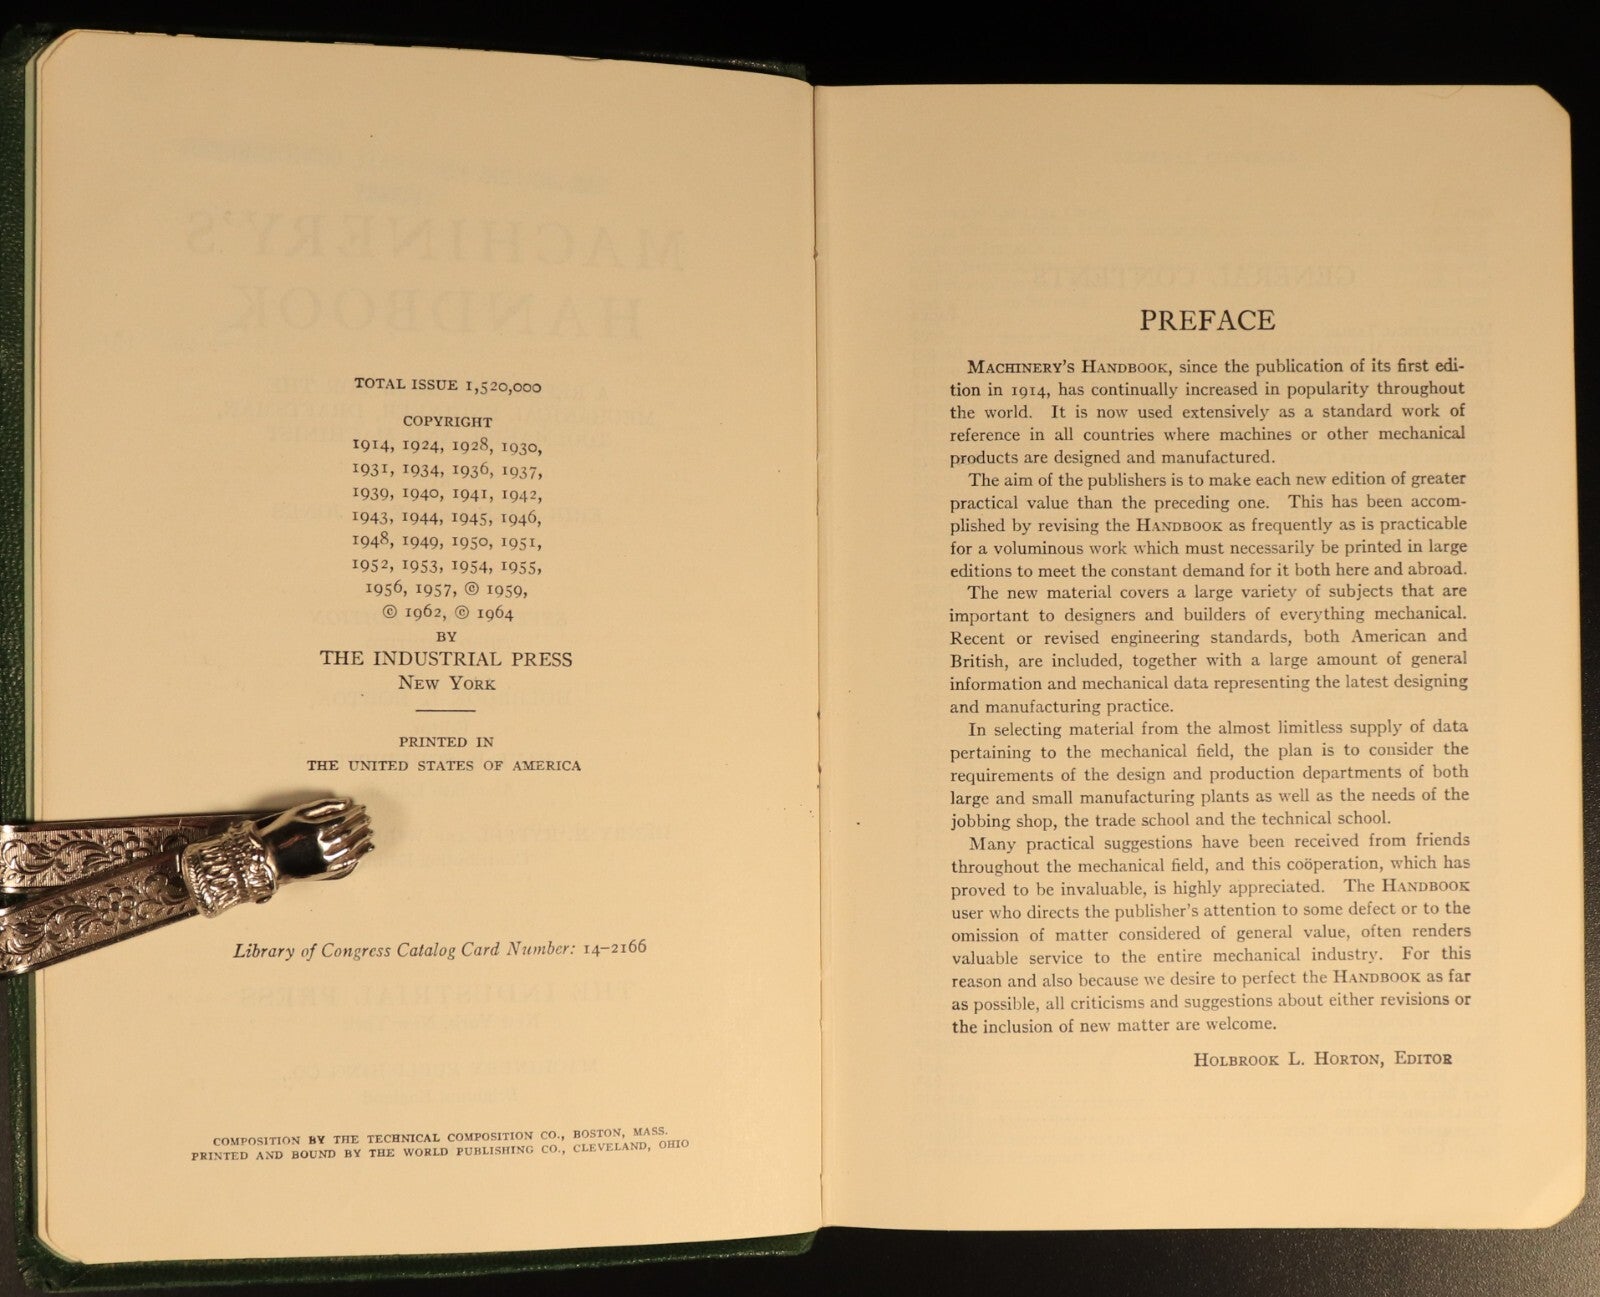 TOTAL ISSUE 1,520,000
COPYRIGHT
1914, 1924, 1928, 1930,
1931, 1934, 1936, 1937,
1939, 1940, 1941, 1942,
1943, 1944, 1945, 1946,
1948, 1949, 1950, 1951,
1952, 1953, 1954, 1955,
1956, 1957, © 1959,
© 1962, © 1964
BY
THE INDUSTRIAL PRESS
NEW YORK
PRINTED IN
THE UNITED STATES OF AMERICA
Library of Congress Catalog Card Number: 14-2166
COMPOSITION BY THE TECHNICAL COMPOSITION CO., BOSTON, MASS.
PRINTED AND BOUND BY THE WORLD PUBLISHING CO., CLEVELAND, OHIO
PREFACE
MACHINERY'S HANDBOOK, since the publication of its first edi-
tion in 1914, has continually increased in popularity throughout
the world. It is now used extensively as a standard work of
reference in all countries where machines or other mechanical
products are designed and manufactured.
The aim of the publishers is to make each new edition of greater
practical value than the preceding one. This has been accom-
plished by revising the HANDBOOK as frequently as is practicable
for a voluminous work which must necessarily be printed in large
editions to meet the constant demand for it both here and abroad.
The new material covers a large variety of subjects that are
important to designers and builders of everything mechanical.
Recent or revised engineering standards, both American and
British, are included, together with a large amount of general
information and mechanical data representing the latest designing
and manufacturing practice.
In selecting material from the almost limitless supply of data
pertaining to the mechanical field, the plan is to consider the
requirements of the design and production departments of both
large and small manufacturing plants as well as the needs of the
jobbing shop, the trade school and the technical school.
Many practical suggestions have been received from friends
throughout the mechanical field, and this coöperation, which has
proved to be invaluable, is highly appreciated. The HANDBOOK
user who directs the publisher's attention to some defect or to the
omission of matter considered of general value, often renders
valuable service to the entire mechanical industry. For this
reason and also because we desire to perfect the HANDBOOK as far
as possible, all criticisms and suggestions about either revisions or
the inclusion of new matter are welcome.
HOLBROOK L. HORTON, EDITOR